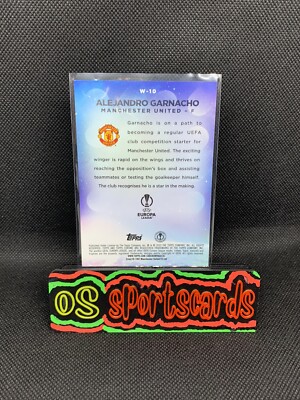 W-10
ALEJANDRO GARNACHO
MANCHESTER UNITED - F
Garnacho is on a path to
becoming a regular UEFA
club competition starter for
Manchester United. The exciting
winger is rapid on the wings and thrives on
reaching the opposition's box and assisting
teammates or testing the goalkeeper himself.
The club recognises he is a star in the making.
UEFA
EUROPA
LEAGUE
Topps
OS sportscards